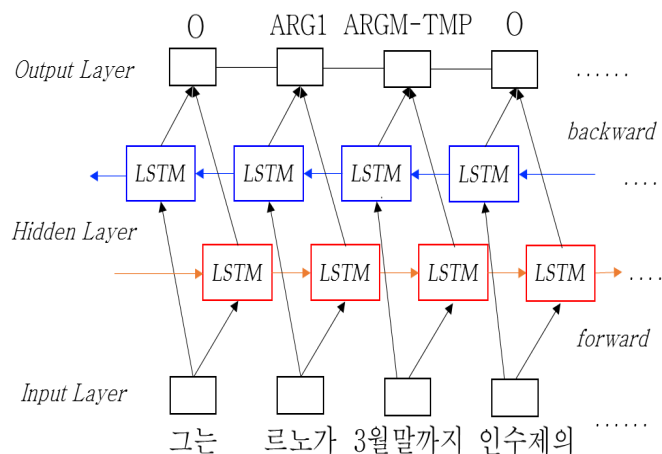 O ARG1 ARGM-TMP O
Output Layer ......
backward
LSTM LSTM LSTM LSTM ....
Hidden Layer
LSTM LSTM LSTM LSTM ....
forward
Input Layer
......
그는 르노가 3월말까지 인수제의